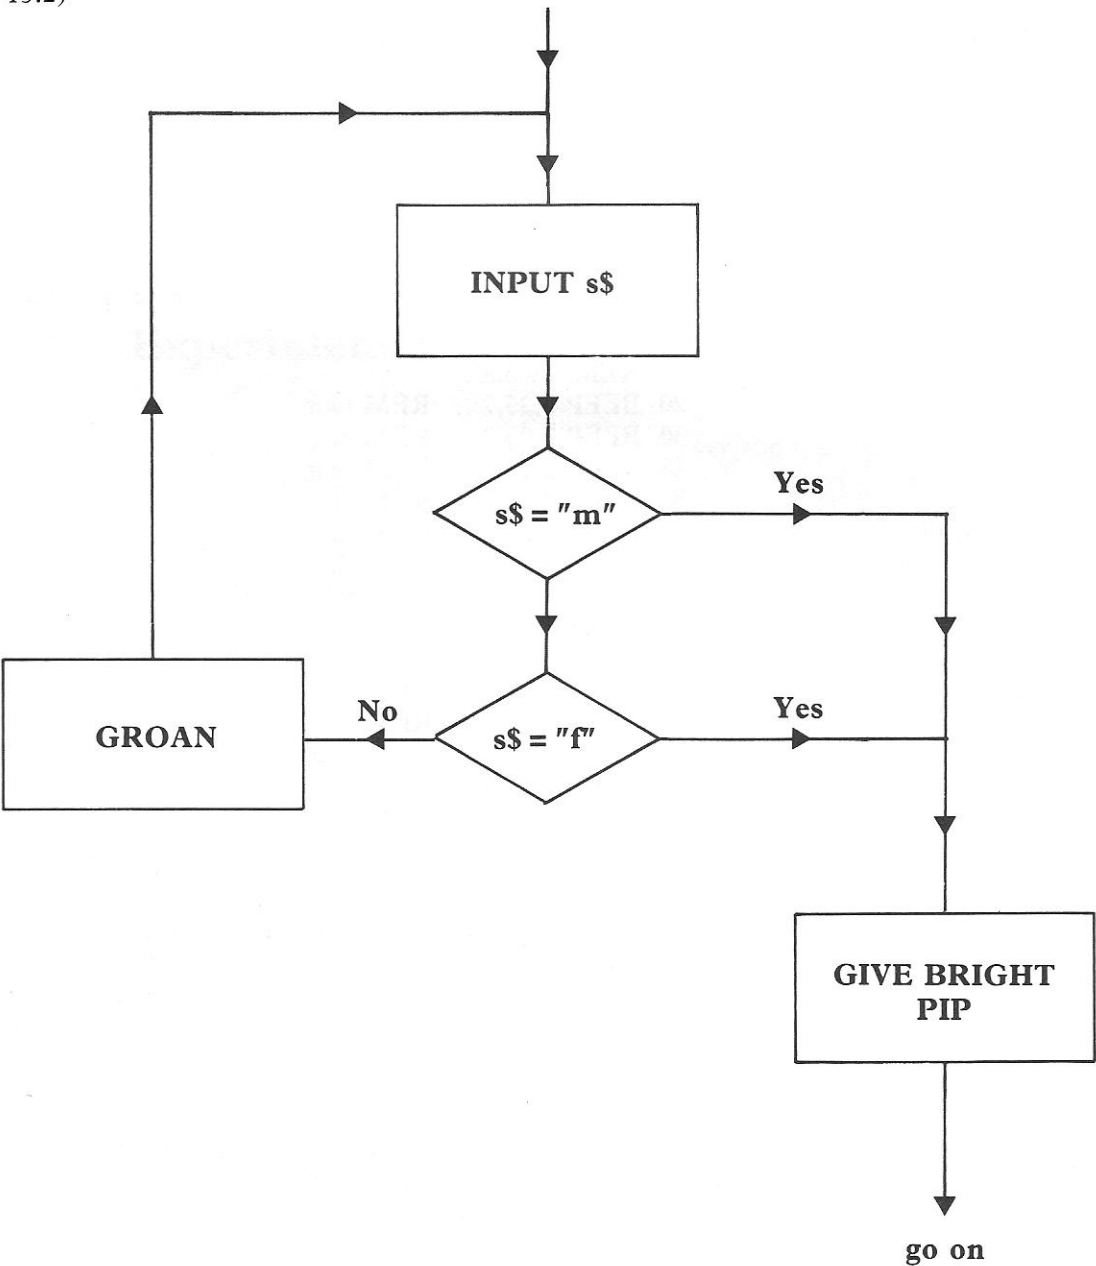 INPUT s$
s$ = "m"
Yes
s$ = "f"
No
Yes
GROAN
GIVE BRIGHT
PIP
go on